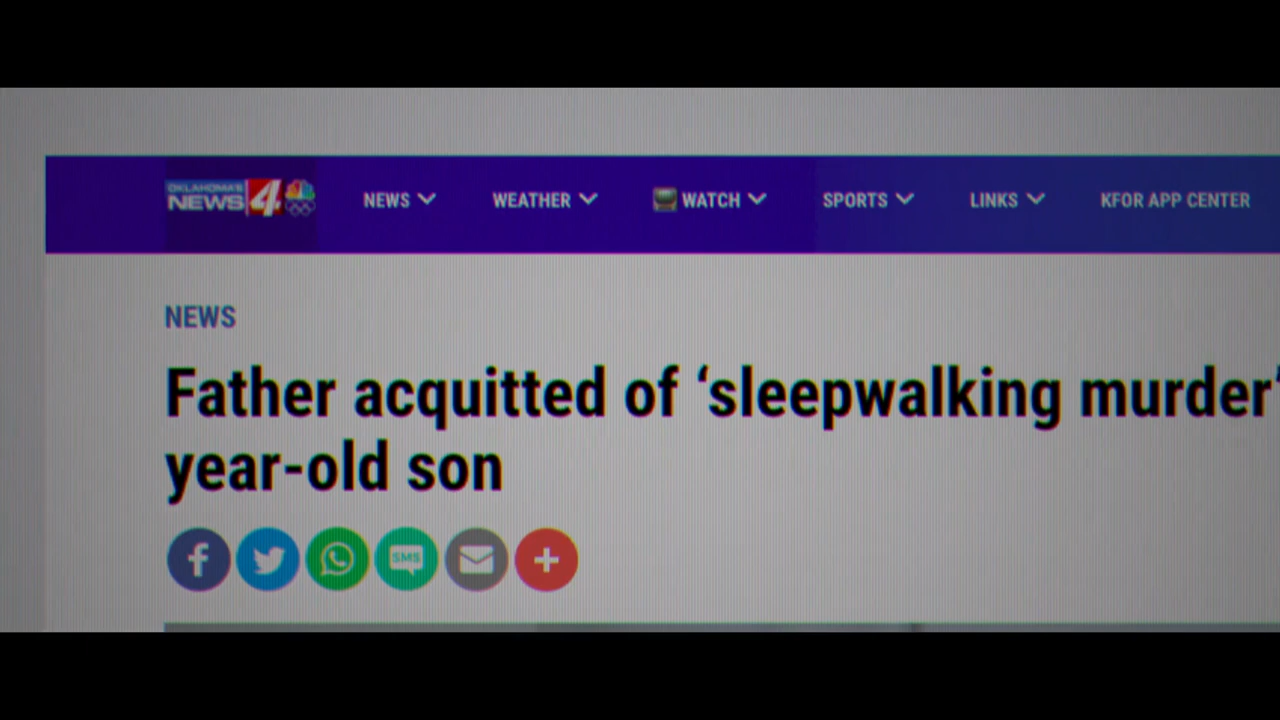 OKLAHOMA'S
NEWS 4
NEWS WEATHER WATCH SPORTS LINKS KFOR APP CENTER
NEWS
Father acquitted of ‘sleepwalking murder’
year-old son
SMS